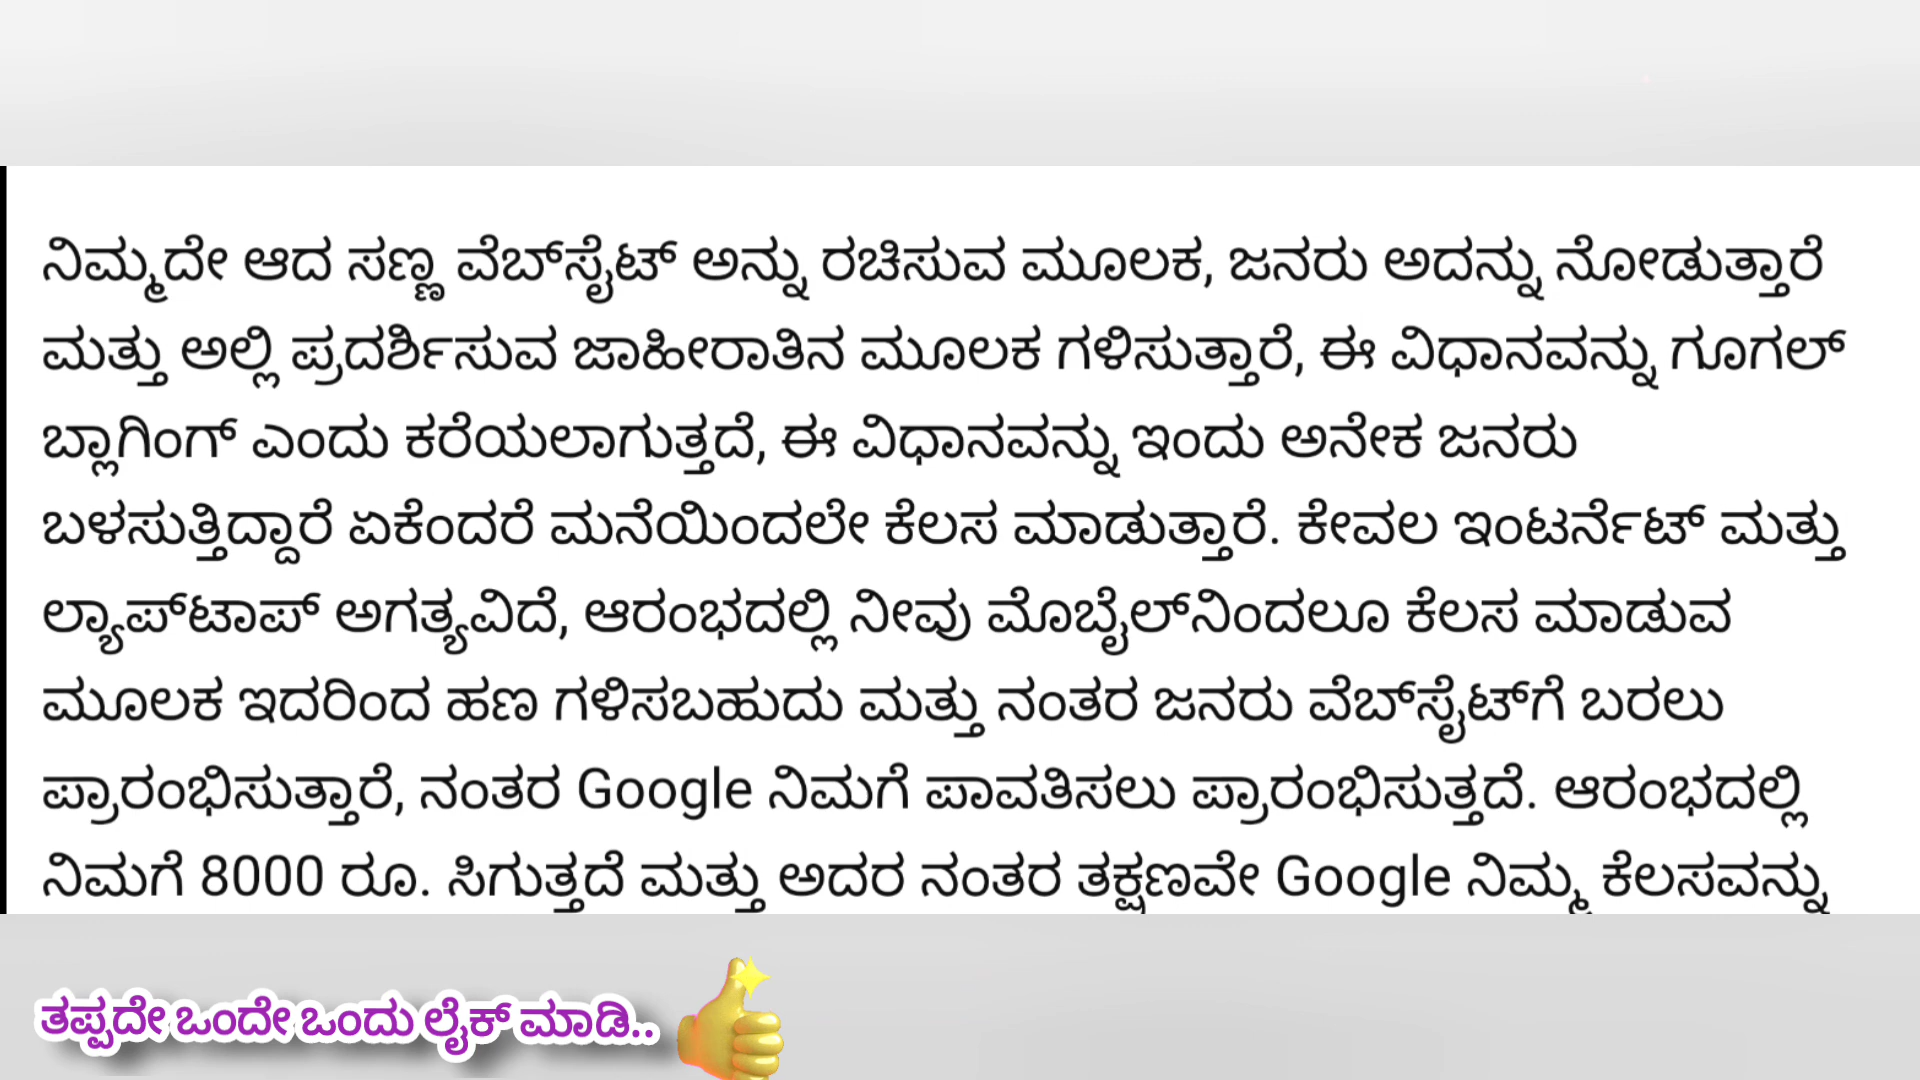 ನಿಮ್ಮದೇ ಆದ ಸಣ್ಣ ವೆಬ್‌ಸೈಟ್ ಅನ್ನು ರಚಿಸುವ ಮೂಲಕ, ಜನರು ಅದನ್ನು ನೋಡುತ್ತಾರೆ
ಮತ್ತು ಅಲ್ಲಿ ಪ್ರದರ್ಶಿಸುವ ಜಾಹೀರಾತಿನ ಮೂಲಕ ಗಳಿಸುತ್ತಾರೆ, ಈ ವಿಧಾನವನ್ನು ಗೂಗಲ್
ಬ್ಲಾಗಿಂಗ್ ಎಂದು ಕರೆಯಲಾಗುತ್ತದೆ, ಈ ವಿಧಾನವನ್ನು ಇಂದು ಅನೇಕ ಜನರು
ಬಳಸುತ್ತಿದ್ದಾರೆ ಏಕೆಂದರೆ ಮನೆಯಿಂದಲೇ ಕೆಲಸ ಮಾಡುತ್ತಾರೆ. ಕೇವಲ ಇಂಟರ್ನೆಟ್ ಮತ್ತು
ಲ್ಯಾಪ್‌ಟಾಪ್ ಅಗತ್ಯವಿದೆ, ಆರಂಭದಲ್ಲಿ ನೀವು ಮೊಬೈಲ್‌ನಿಂದಲೂ ಕೆಲಸ ಮಾಡುವ
ಮೂಲಕ ಇದರಿಂದ ಹಣ ಗಳಿಸಬಹುದು ಮತ್ತು ನಂತರ ಜನರು ವೆಬ್‌ಸೈಟ್‌ಗೆ ಬರಲು
ಪ್ರಾರಂಭಿಸುತ್ತಾರೆ, ನಂತರ Google ನಿಮಗೆ ಪಾವತಿಸಲು ಪ್ರಾರಂಭಿಸುತ್ತದೆ. ಆರಂಭದಲ್ಲಿ
ನಿಮಗೆ 8000 ರೂ. ಸಿಗುತ್ತದೆ ಮತ್ತು ಅದರ ನಂತರ ತಕ್ಷಣವೇ Google ನಿಮ್ಮ ಕೆಲಸವನ್ನು
ತಪ್ಪದೇ ಒಂದೇ ಒಂದು ಲೈಕ್ ಮಾಡಿ..